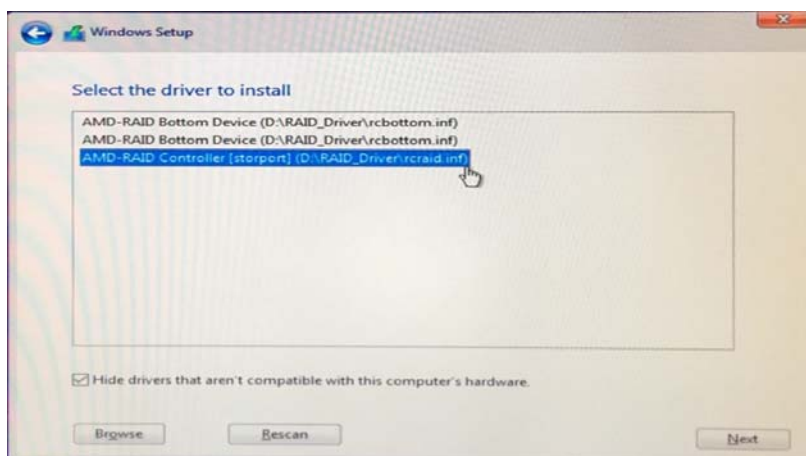 Windows Setup
Select the driver to install
AMD-RAID Bottom Device (D:\RAID_Driver\rcbottom.inf)
AMD-RAID Bottom Device (D:\RAID_Driver\rcbottom.inf)
AMD-RAID Controller [storport] (D:\RAID_Driver\rcraid.inf)
Hide drivers that aren't compatible with this computer's hardware.
Browse
Rescan
Next